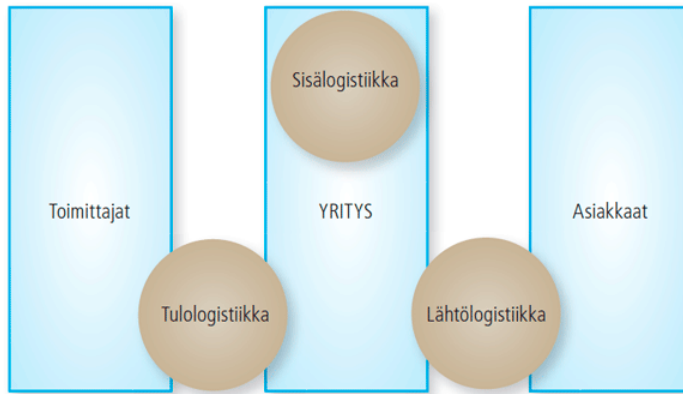 Sisälogistiikka
Toimittajat
YRITYS
Asiakkaat
Tulologistiikka
Lähtölogistiikka